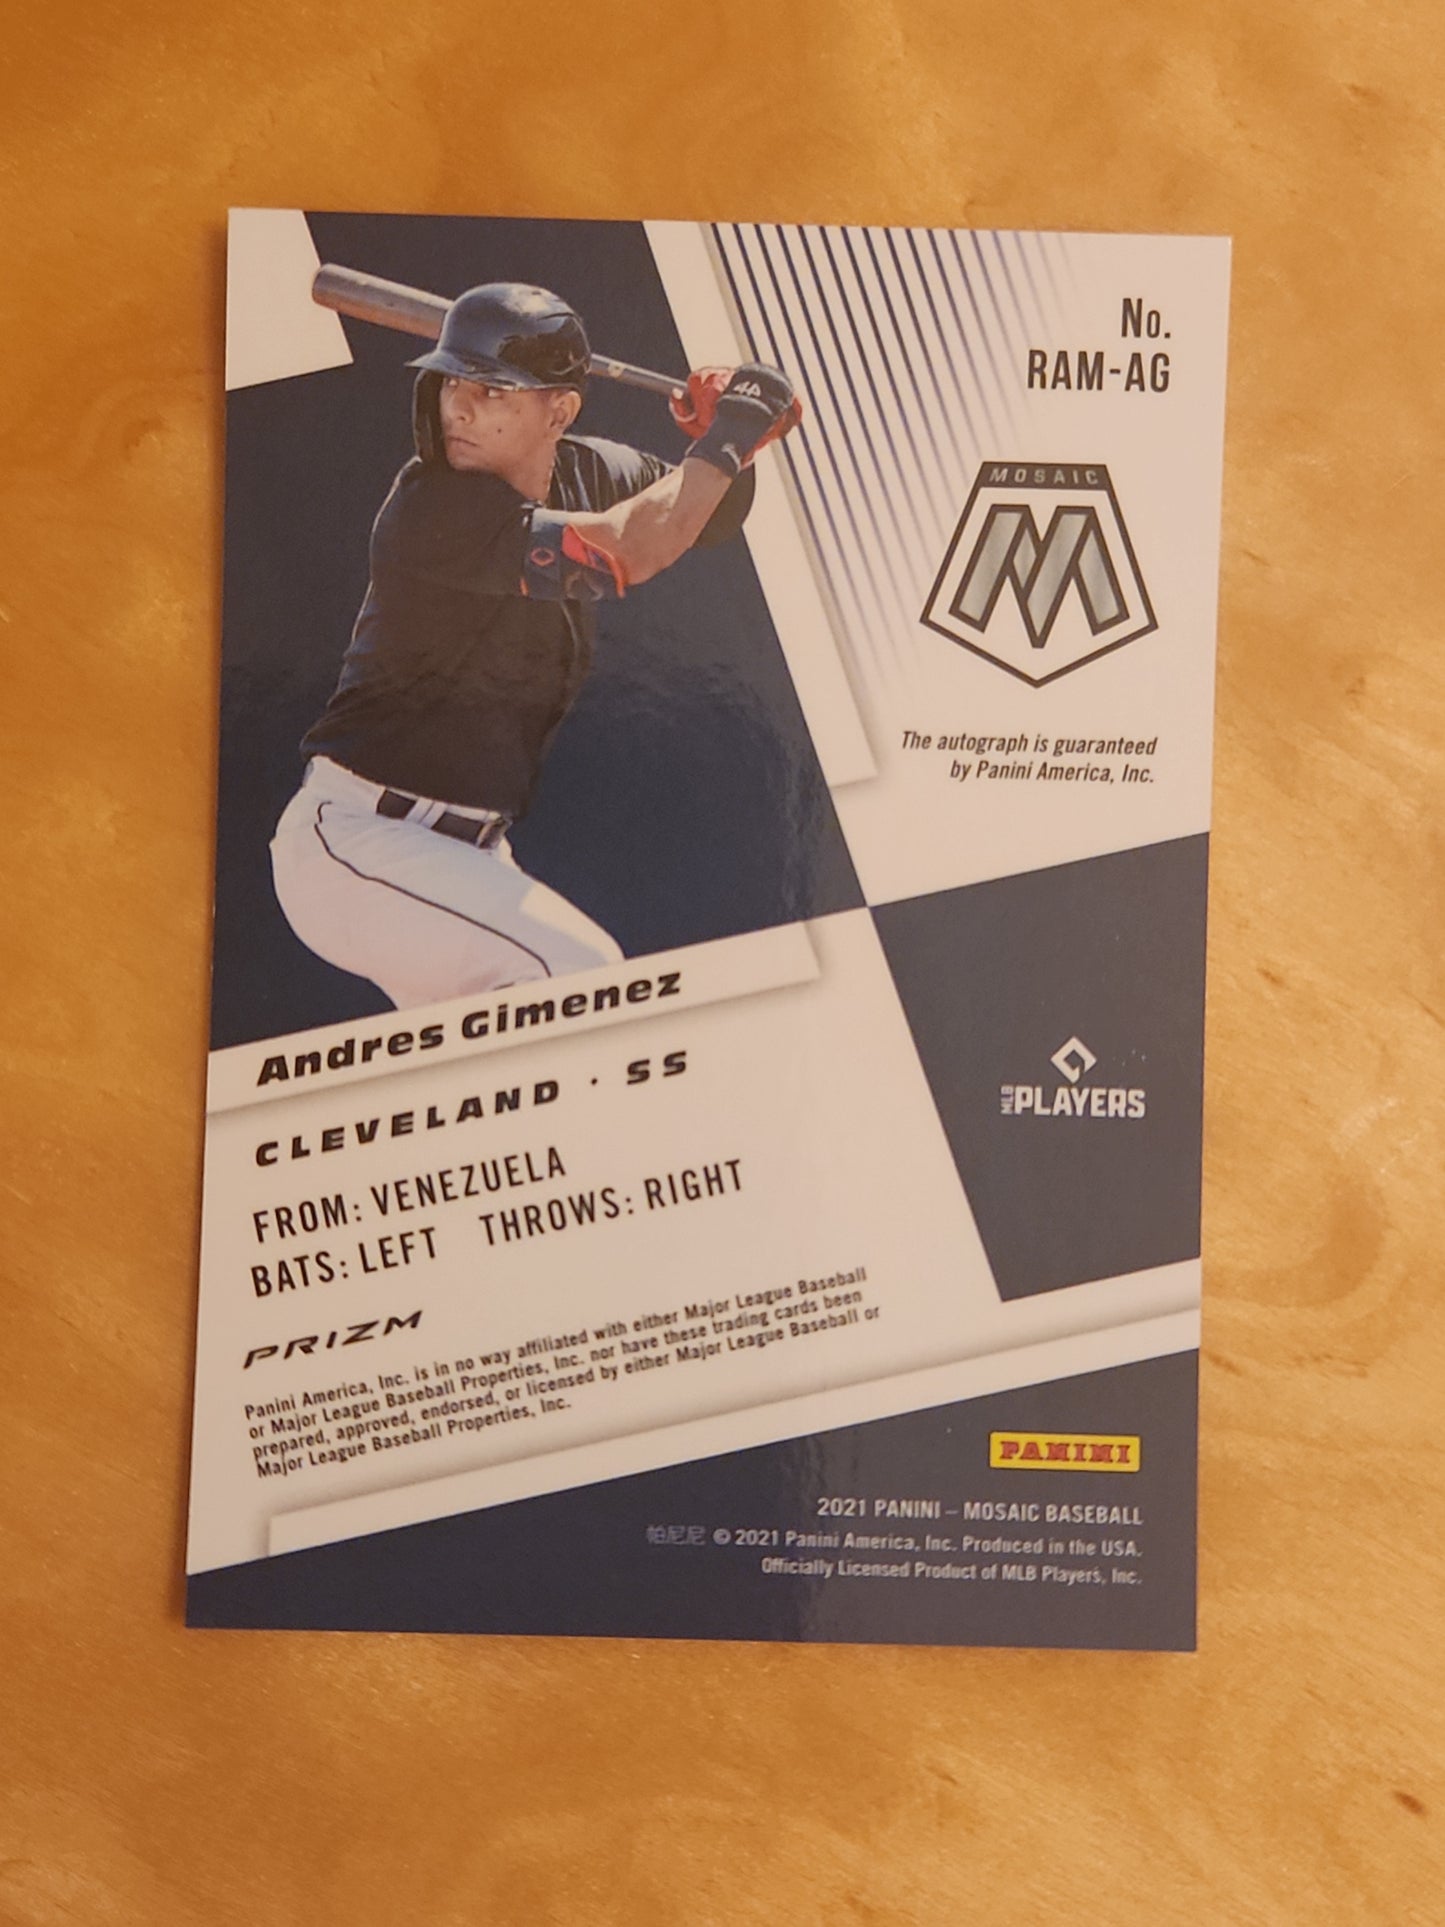 No.
RAM-AG
MOSAIC
The autograph is guaranteed
by Panini America, Inc.
Andres Gimenez
CLEVELAND · SS
FROM: VENEZUELA
BATS: LEFT THROWS: RIGHT
MLB PLAYERS
PRIZM
Panini America, Inc. is in no way affiliated with either Major League Baseball
or Major League Baseball Properties, Inc. nor have these trading cards been
prepared, approved, endorsed, or licensed by either Major League Baseball or
Major League Baseball Properties, Inc.
PANINI
2021 PANINI – MOSAIC BASEBALL
帕尼尼 © 2021 Panini America, Inc. Produced in the USA.
Officially Licensed Product of MLB Players, Inc.